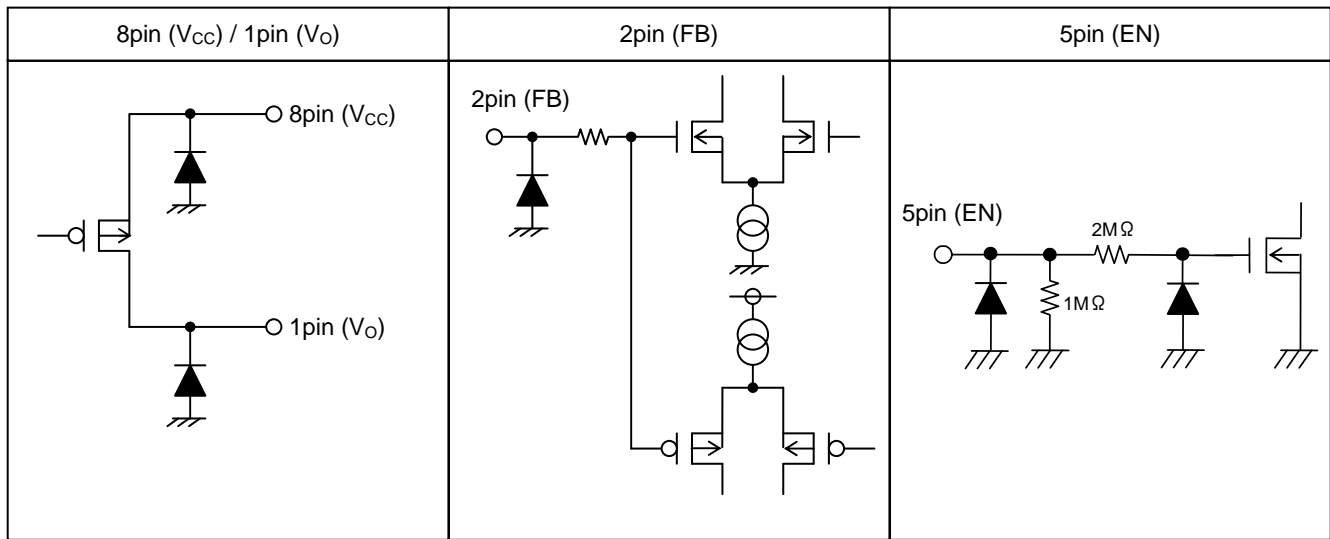 8pin (VCC) / 1pin (VO)
2pin (FB)
5pin (EN)
8pin (VCC)
1pin (VO)
2pin (FB)
5pin (EN)
2MΩ
1MΩ